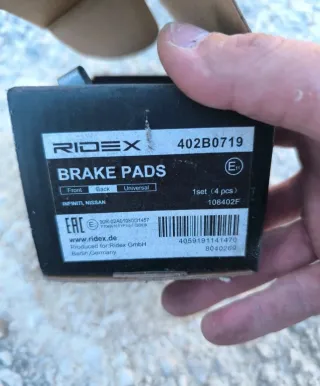 RIDEX 402B0719
BRAKE PADS
Front Back Universal
INFINITI, NISSAN
1set (4 pcs)
108402F
EAC
www.ridex.de
Produced for Ridex GmbH
Berlin, Germany
4059191141470
8040269